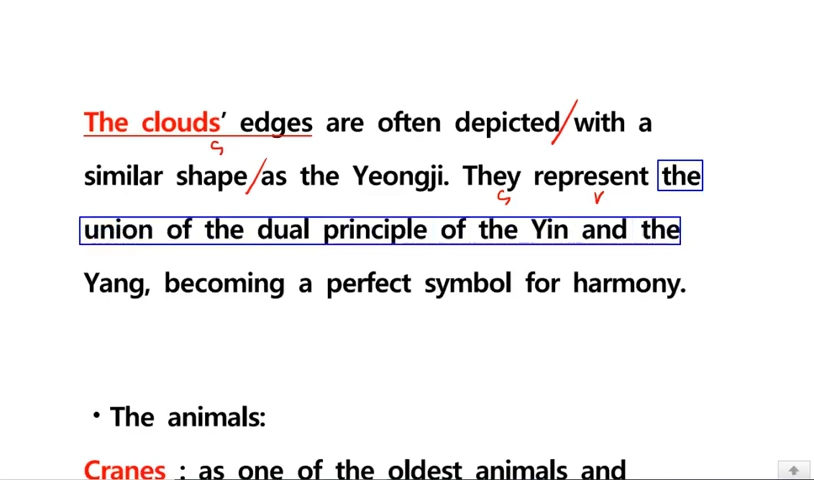 The clouds' edges are often depicted/with a
s
similar shape/as the Yeongji. They represent the
s v
union of the dual principle of the Yin and the
Yang, becoming a perfect symbol for harmony.
• The animals:
Cranes : as one of the oldest animals and